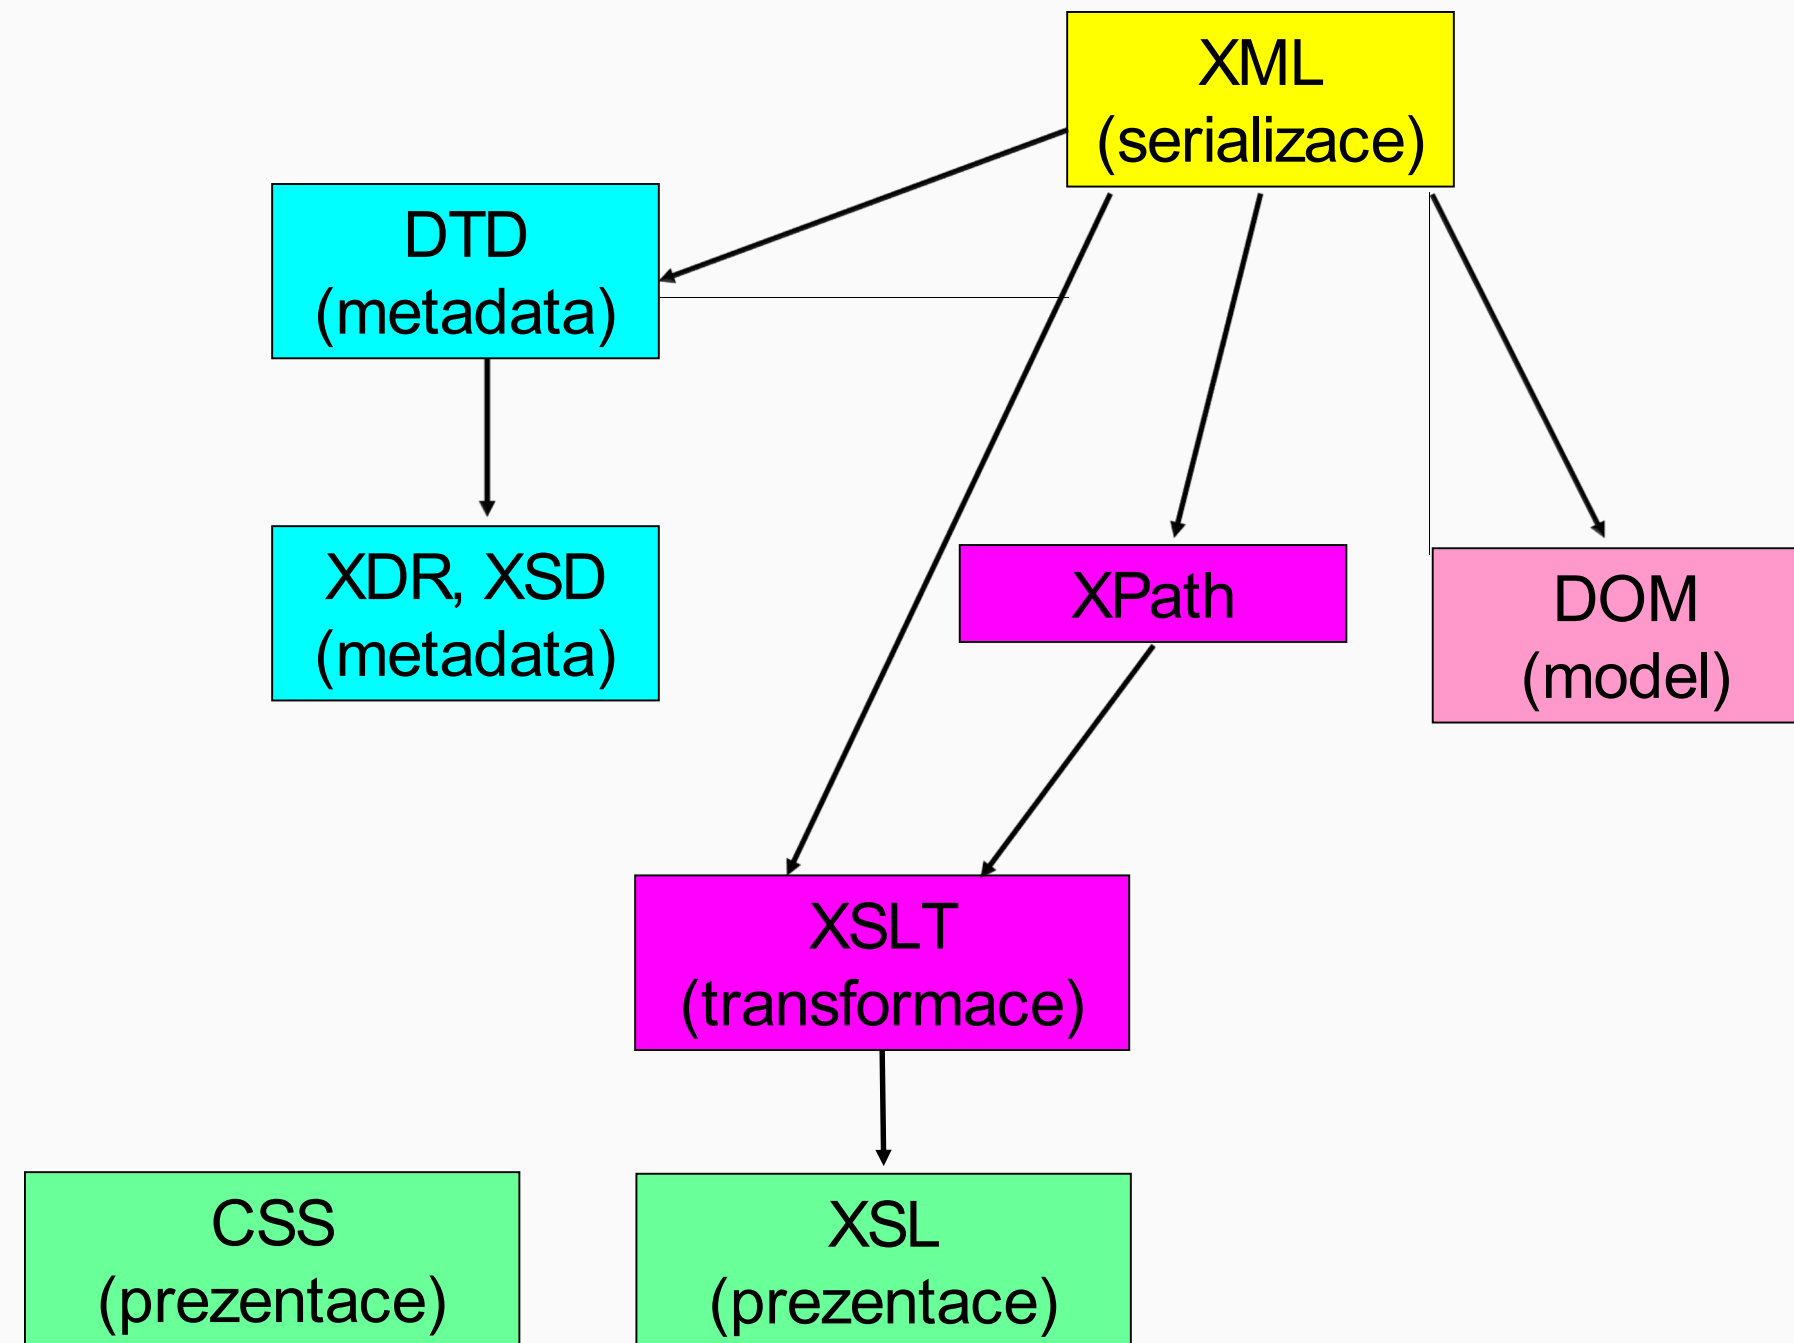 XML
(serializace)
DTD
(metadata)
XDR, XSD
(metadata)
XPath
DOM
(model)
XSLT
(transformace)
CSS
(prezentace)
XSL
(prezentace)